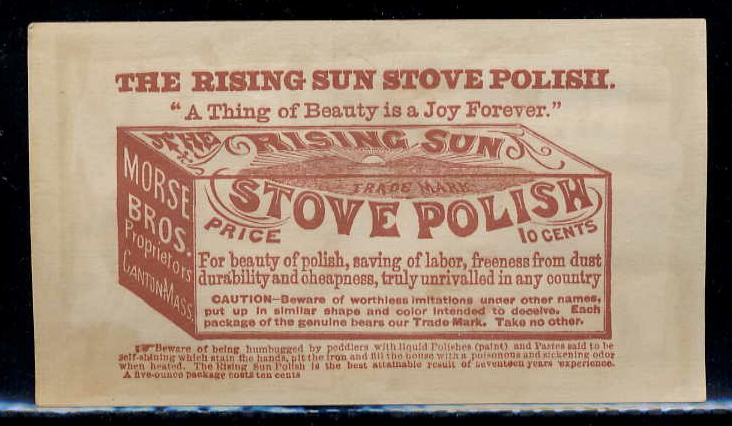 THE RISING SUN STOVE POLISH.
"A Thing of Beauty is a Joy Forever."
THE RISING SUN
TRADE MARK
STOVE POLISH
PRICE 10 CENTS
MORSE
BROS.
Proprietors
CANTON MASS.
For beauty of polish, saving of labor, freeness from dust
durability and cheapness, truly unrivalled in any country
CAUTION—Beware of worthless imitations under other names,
put up in similar shape and color intended to deceive. Each
package of the genuine bears our Trade Mark. Take no other.
☞ Beware of being humbugged by peddlers with liquid Polishes (paint) and Pastes said to be
self-shining which stain the hands, pit the iron and fill the house with a poisonous and sickening odor
when heated. The Rising Sun Polish is the best attainable result of seventeen years experience.
A five-ounce package costs ten cents